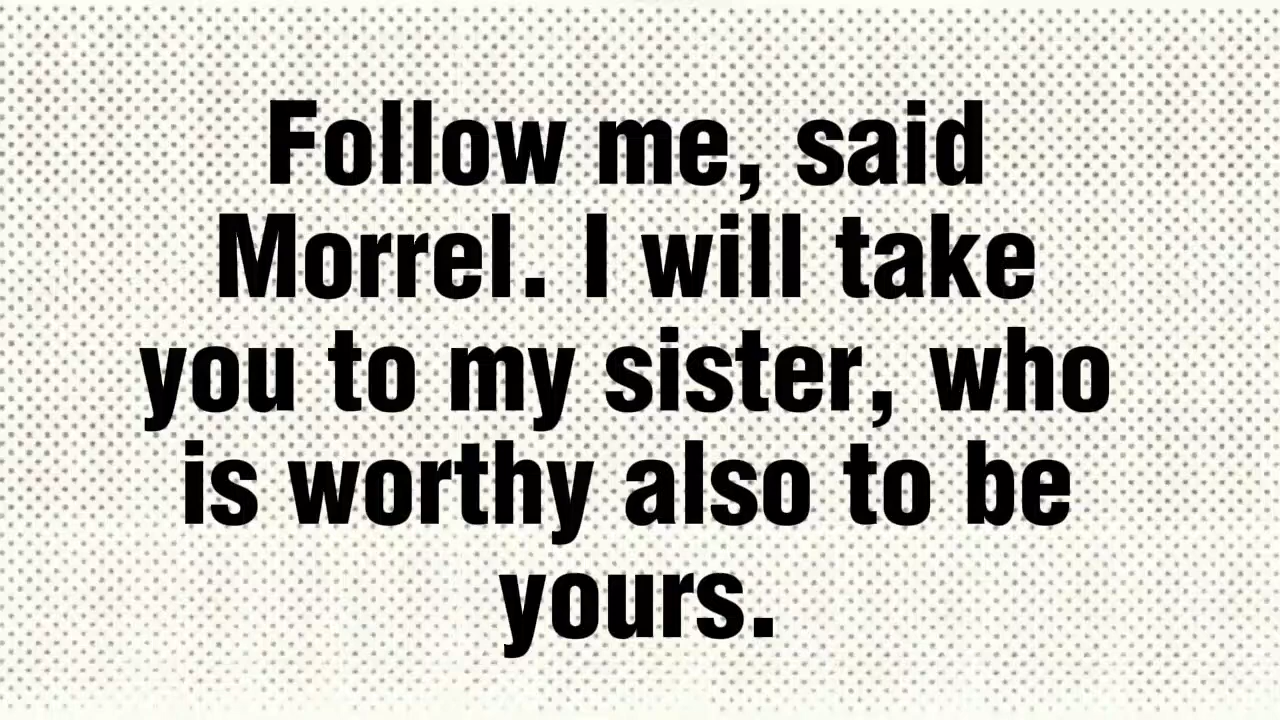 Follow me, said
Morrel. I will take
you to my sister, who
is worthy also to be
yours.